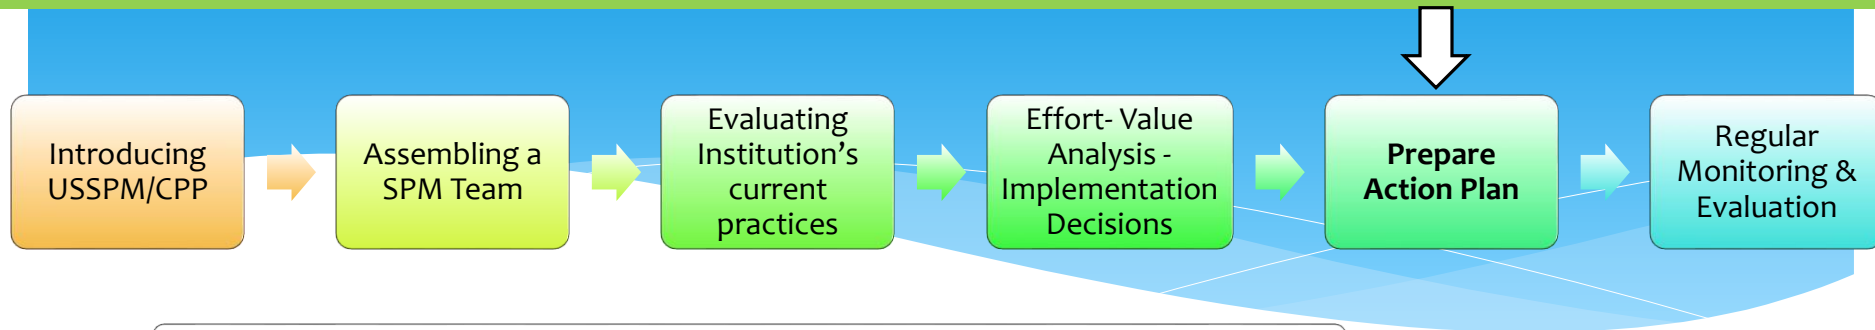 Introducing
USSPM/CPP
Assembling a
SPM Team
Evaluating
Institution's
current
practices
Effort- Value
Analysis -
Implementation
Decisions
Prepare
Action Plan
Regular
Monitoring &
Evaluation